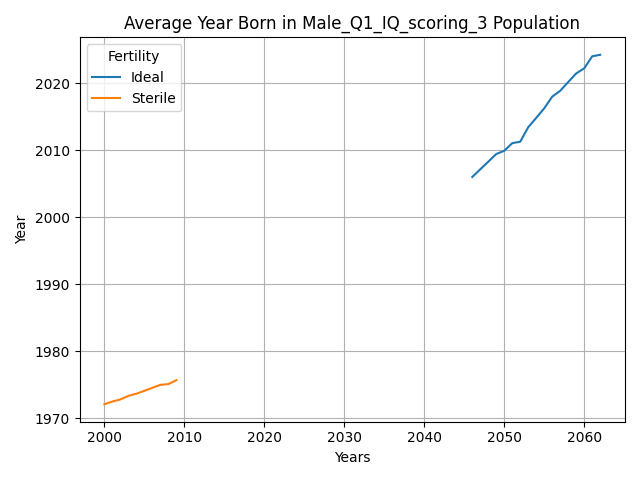 Average Year Born in Male_Q1_IQ_scoring_3 Population
Fertility
Ideal
Sterile
2020
2010
2000
1990
1980
1970
Year
2000 2010 2020 2030 2040 2050 2060
Years